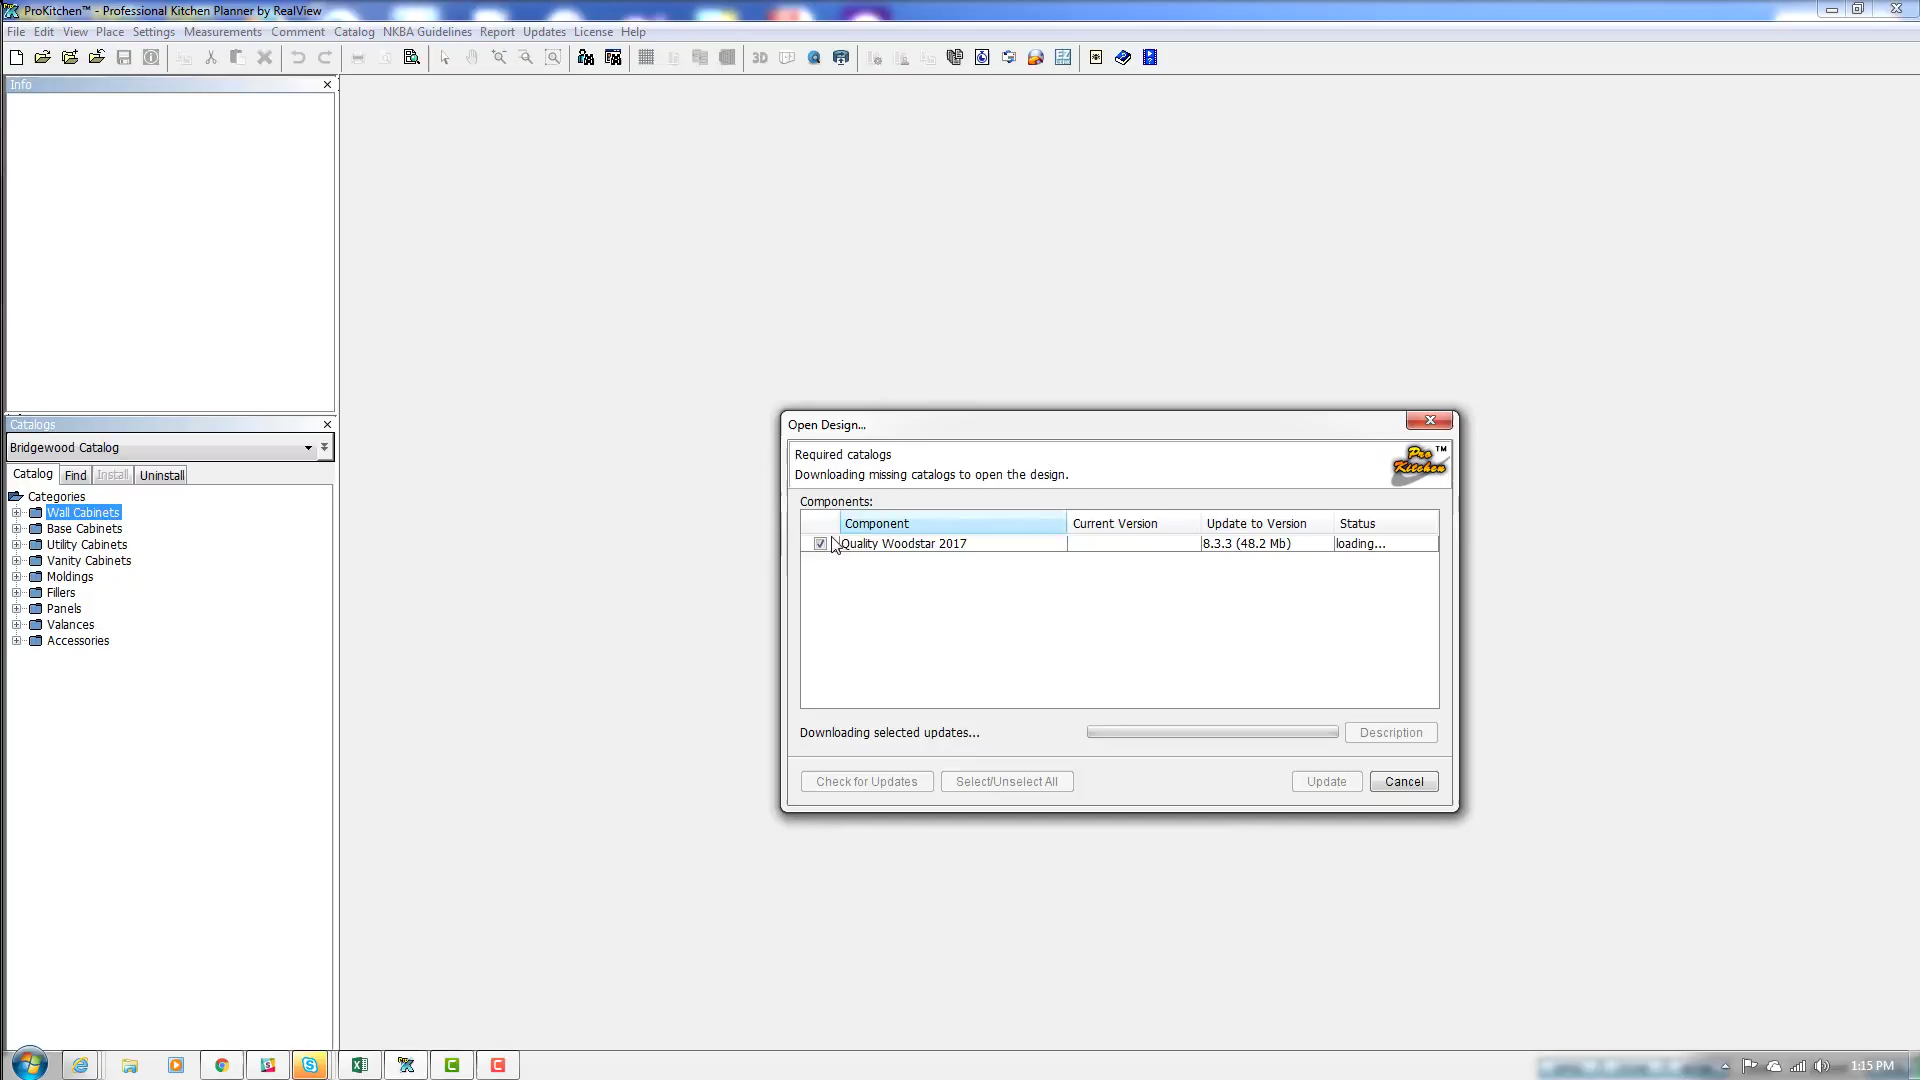 ProKitchen™ - Professional Kitchen Planner by RealView
File Edit View Place Settings Measurements Comment Catalog NKBA Guidelines Report Updates License Help
3D
Info
Catalogs
Bridgewood Catalog
Catalog Find Install Uninstall
Categories
Wall Cabinets
Base Cabinets
Utility Cabinets
Vanity Cabinets
Moldings
Fillers
Panels
Valances
Accessories
Open Design...
Required catalogs
Downloading missing catalogs to open the design.
Pro Kitchen™
Components:
Component Current Version Update to Version Status
Quality Woodstar 2017 8.3.3 (48.2 Mb) loading...
Downloading selected updates... Description
Check for Updates Select/Unselect All Update Cancel
1:15 PM